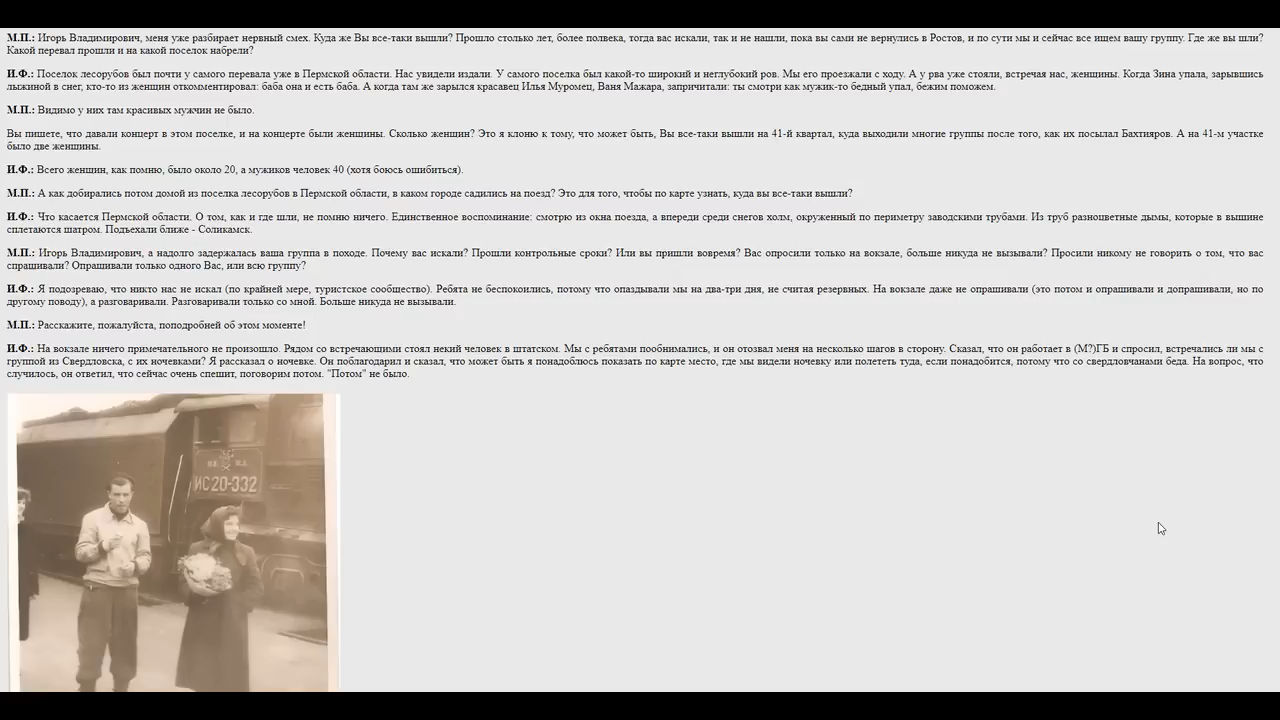 М.П.: Игорь Владимирович, меня уже разбирает нервный смех. Куда же Вы все-таки вышли? Прошло столько лет, более полвека, тогда вас искали, так и не нашли, пока вы сами не вернулись в Ростов, и по сути мы и сейчас все ищем вашу группу. Где же вы шли?
Какой перевал прошли и на какой поселок набрели?
И.Ф.: Поселок лесорубов был почти у самого перевала уже в Пермской области. Нас увидели издали. У самого поселка был какой-то широкий и неглубокий ров. Мы его проезжали с ходу. А у рва уже стояли, встречая нас, женщины. Когда Зина упала, зарывшись
лыжиной в снег, кто-то из женщин откомментировал: баба она и есть баба. А когда там же зарылся красавец Илья Муромец, Ваня Мажара, запричитали: ты смотри как мужик-то бедный упал, бежим поможем.
М.П.: Видимо у них там красивых мужчин не было.
Вы пишете, что давали концерт в этом поселке, и на концерте были женщины. Сколько женщин? Это я клоню к тому, что может быть, Вы все-таки вышли на 41-й квартал, куда выходили многие группы после того, как их посылал Бахтияров. А на 41-м участке
было две женщины.
И.Ф.: Всего женщин, как помню, было около 20, а мужиков человек 40 (хотя боюсь ошибиться).
М.П.: А как добирались потом домой из поселка лесорубов в Пермской области, в каком городе садились на поезд? Это для того, чтобы по карте узнать, куда вы все-таки вышли?
И.Ф.: Что касается Пермской области. О том, как и где шли, не помню ничего. Единственное воспоминание: смотрю из окна поезда, а впереди среди снегов холм, окруженный по периметру заводскими трубами. Из труб разноцветные дымы, которые в вышине
сплетаются шатром. Подъехали ближе - Соликамск.
М.П.: Игорь Владимирович, а надолго задержалась ваша группа в походе. Почему вас искали? Прошли контрольные сроки? Или вы пришли вовремя? Вас опросили только на вокзале, больше никуда не вызывали? Просили никому не говорить о том, что вас
спрашивали? Опрашивали только одного Вас, или всю группу?
И.Ф.: Я подозреваю, что никто нас не искал (по крайней мере, туристское сообщество). Ребята не беспокоились, потому что опаздывали мы на два-три дня, не считая резервных. На вокзале даже не опрашивали (это потом и опрашивали и допрашивали, но по
другому поводу), а разговаривали. Разговаривали только со мной. Больше никуда не вызывали.
М.П.: Расскажите, пожалуйста, поподробней об этом моменте!
И.Ф.: На вокзале ничего примечательного не произошло. Рядом со встречающими стоял некий человек в штатском. Мы с ребятами пообнимались, и он отозвал меня на несколько шагов в сторону. Сказал, что он работает в (М?)ГБ и спросил, встречались ли мы с
группой из Свердловска, с их ночевками? Я рассказал о ночевке. Он поблагодарил и сказал, что может быть я понадоблюсь показать по карте место, где мы видели ночевку или полететь туда, если понадобится, потому что со свердловчанами беда. На вопрос, что
случилось, он ответил, что сейчас очень спешит, поговорим потом. "Потом" не было.
ИС20-332